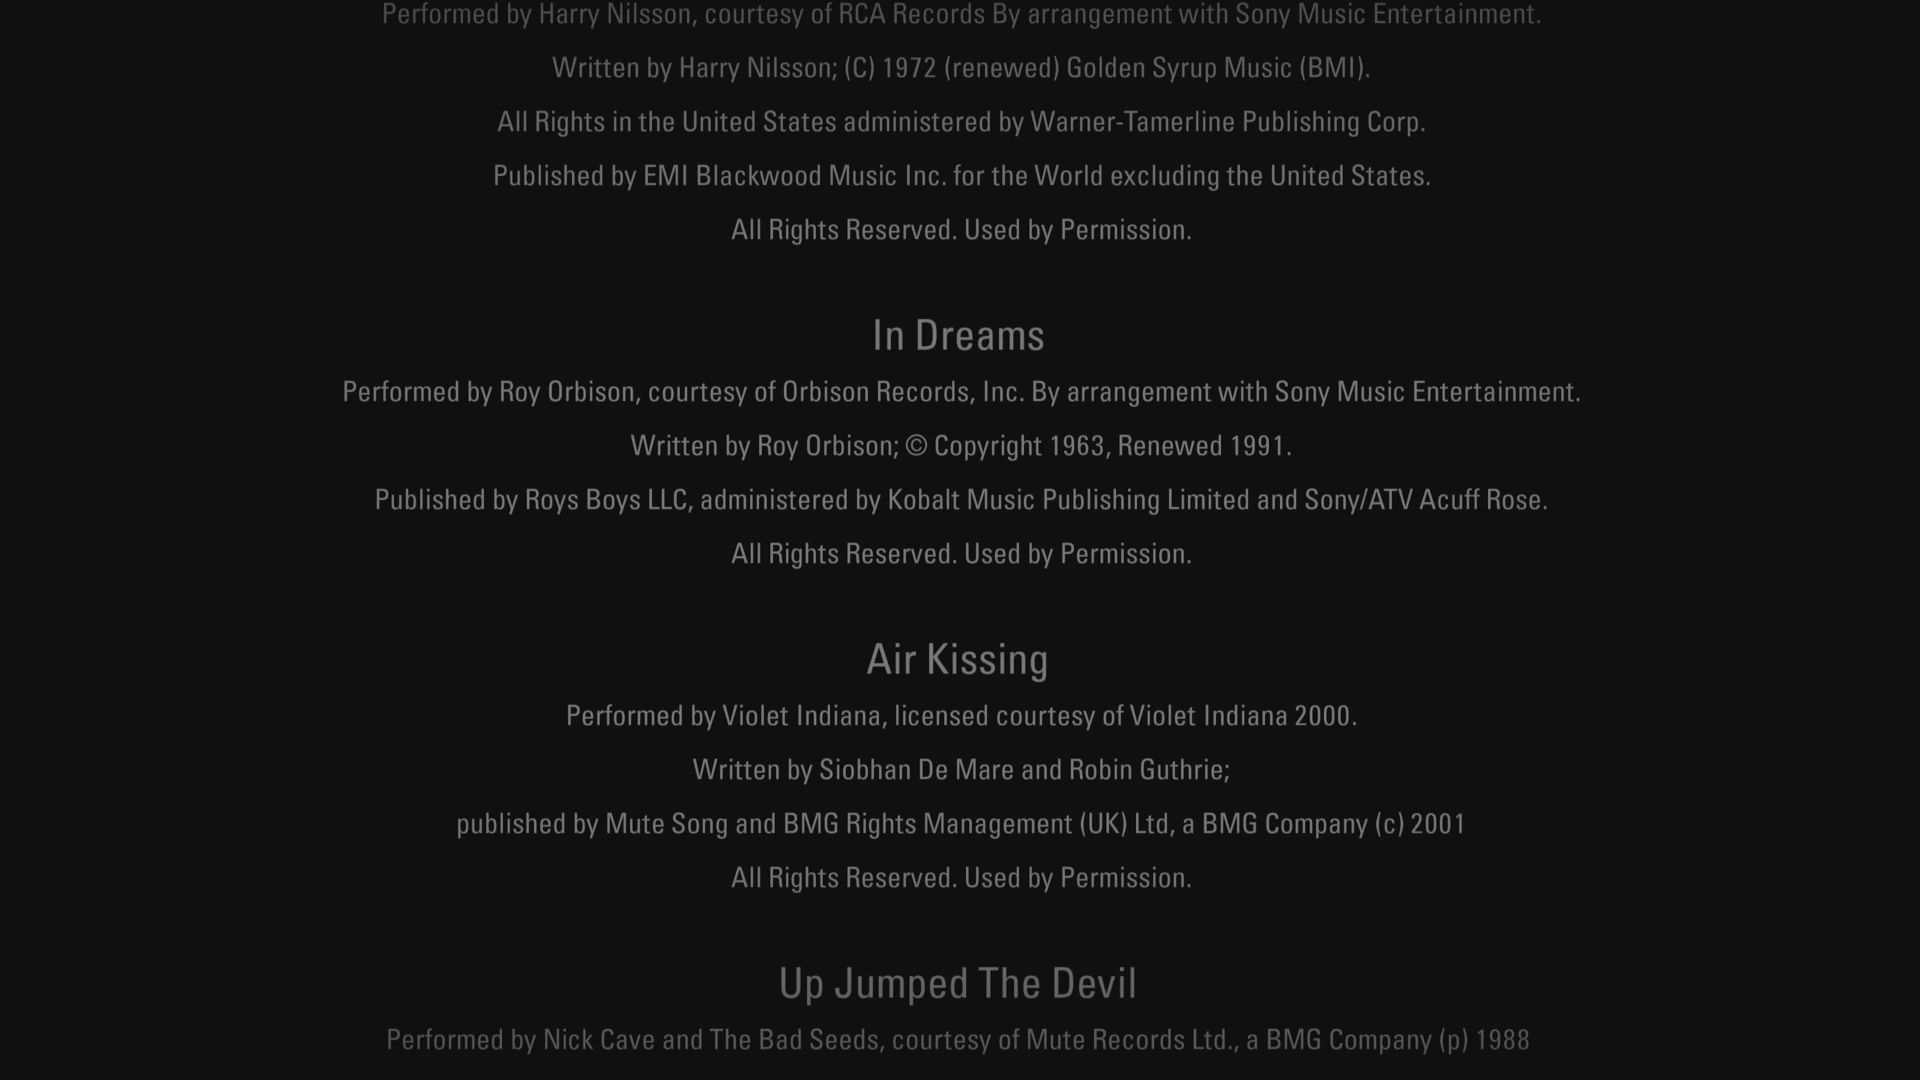 Performed by Harry Nilsson, courtesy of RCA Records By arrangement with Sony Music Entertainment.
Written by Harry Nilsson; (C) 1972 (renewed) Golden Syrup Music (BMI).
All Rights in the United States administered by Warner-Tamerline Publishing Corp.
Published by EMI Blackwood Music Inc. for the World excluding the United States.
All Rights Reserved. Used by Permission.
In Dreams
Performed by Roy Orbison, courtesy of Orbison Records, Inc. By arrangement with Sony Music Entertainment.
Written by Roy Orbison; © Copyright 1963, Renewed 1991.
Published by Roys Boys LLC, administered by Kobalt Music Publishing Limited and Sony/ATV Acuff Rose.
All Rights Reserved. Used by Permission.
Air Kissing
Performed by Violet Indiana, licensed courtesy of Violet Indiana 2000.
Written by Siobhan De Mare and Robin Guthrie;
published by Mute Song and BMG Rights Management (UK) Ltd, a BMG Company (c) 2001
All Rights Reserved. Used by Permission.
Up Jumped The Devil
Performed by Nick Cave and The Bad Seeds, courtesy of Mute Records Ltd., a BMG Company (p) 1988